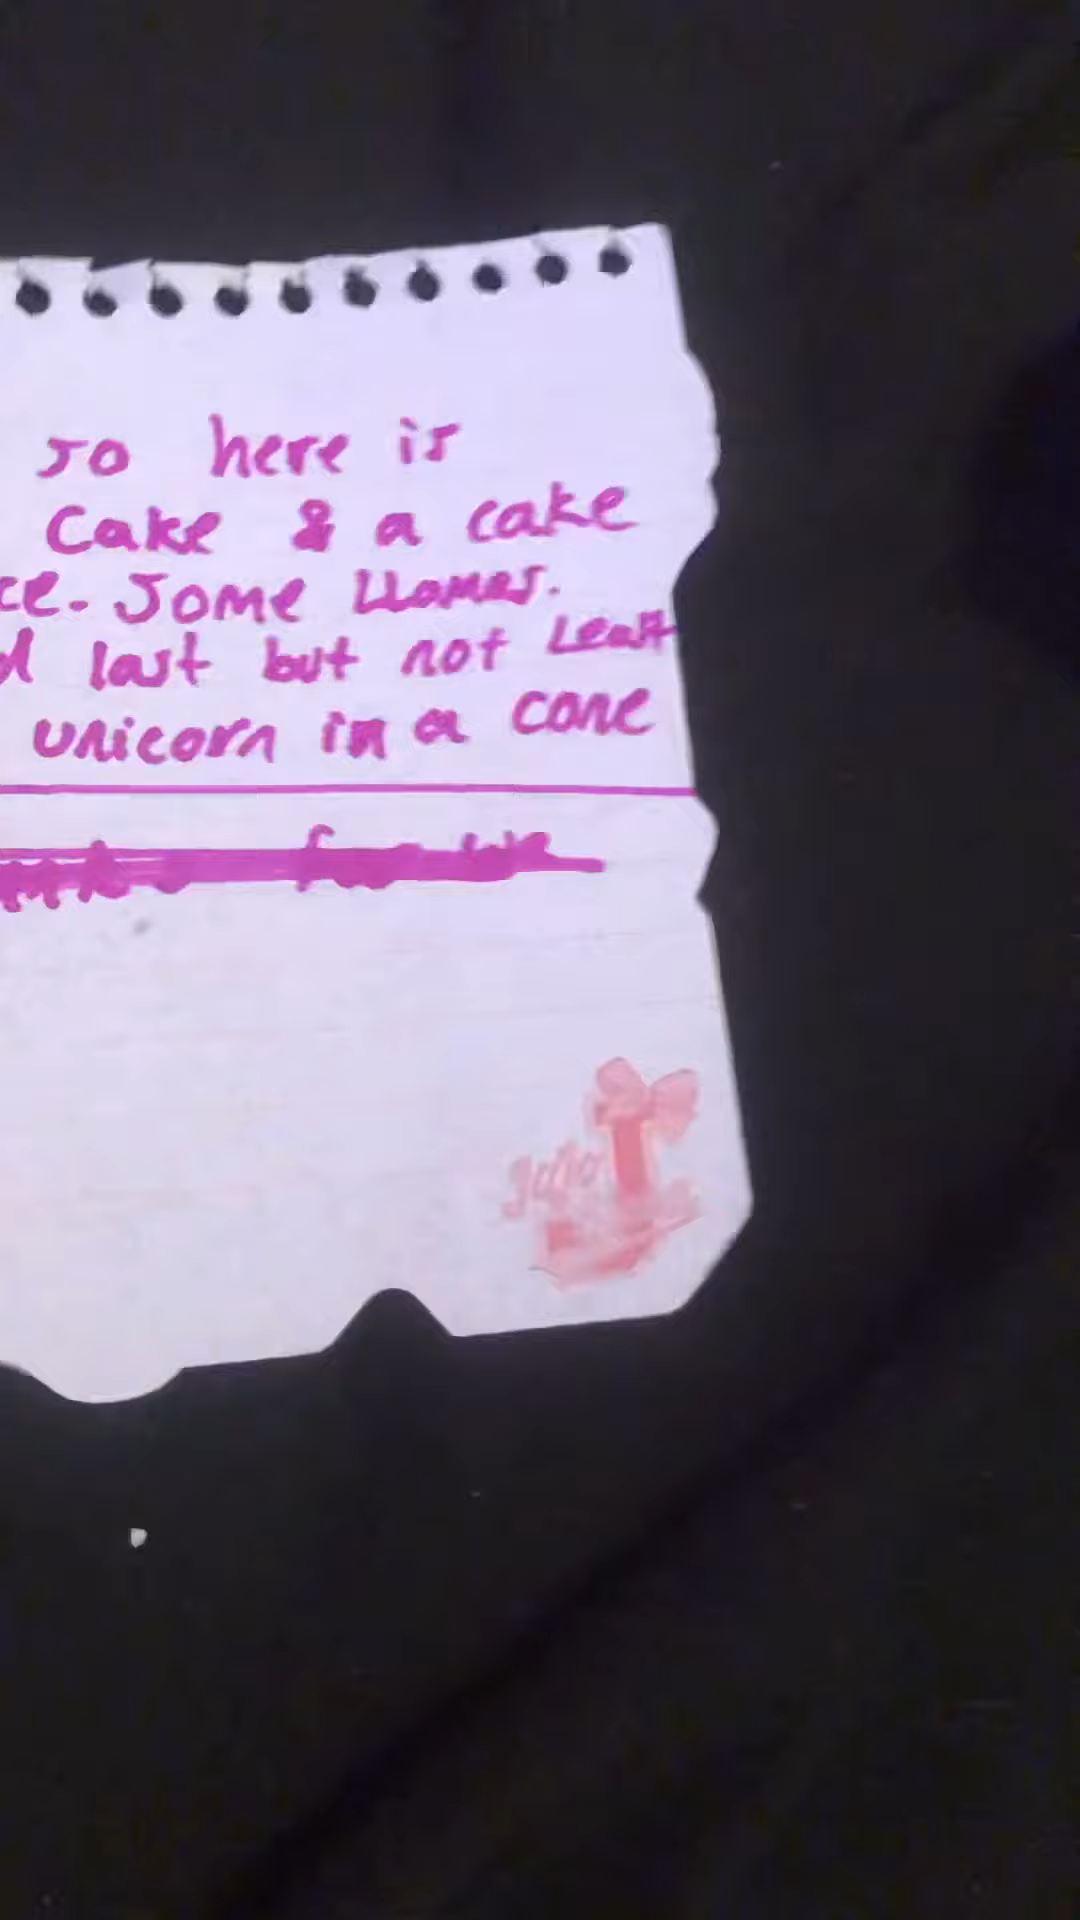 so here is
Cake & a cake
ce. Some Llamas.
d last but not Least
unicorn in a cone